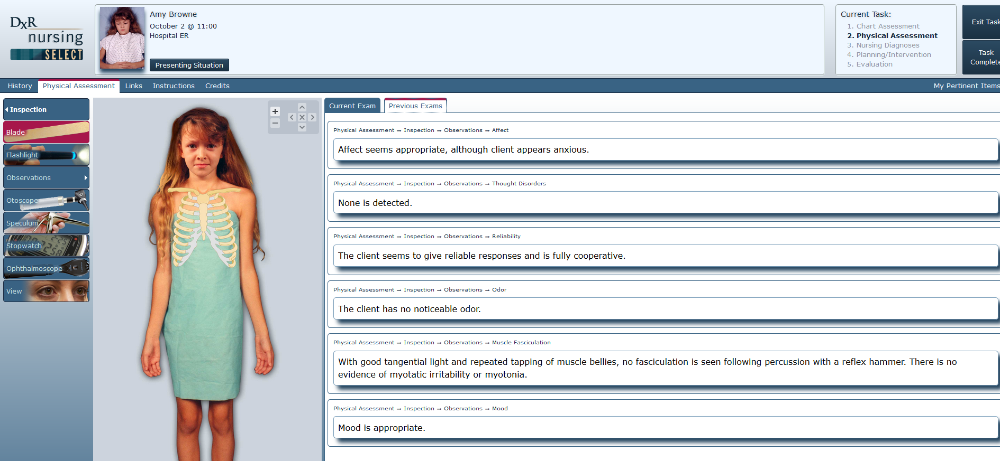 DxR
nursing
SELECT
Amy Browne
October 2 @ 11:00
Hospital ER
Presenting Situation
Current Task:
1. Chart Assessment
2. Physical Assessment
3. Nursing Diagnoses
4. Planning/Intervention
5. Evaluation
Exit Task
Task
Complete
History
Physical Assessment
Links
Instructions
Credits
My Pertinent Items
Inspection
Blade
Flashlight
Observations
Otoscope
Speculum
Stopwatch
Ophthalmoscope
View
Current Exam
Previous Exams
Physical Assessment → Inspection → Observations → Affect
Affect seems appropriate, although client appears anxious.
Physical Assessment → Inspection → Observations → Thought Disorders
None is detected.
Physical Assessment → Inspection → Observations → Reliability
The client seems to give reliable responses and is fully cooperative.
Physical Assessment → Inspection → Observations → Odor
The client has no noticeable odor.
Physical Assessment → Inspection → Observations → Muscle Fasciculation
With good tangential light and repeated tapping of muscle bellies, no fasciculation is seen following percussion with a reflex hammer. There is no
evidence of myotatic irritability or myotonia.
Physical Assessment → Inspection → Observations → Mood
Mood is appropriate.